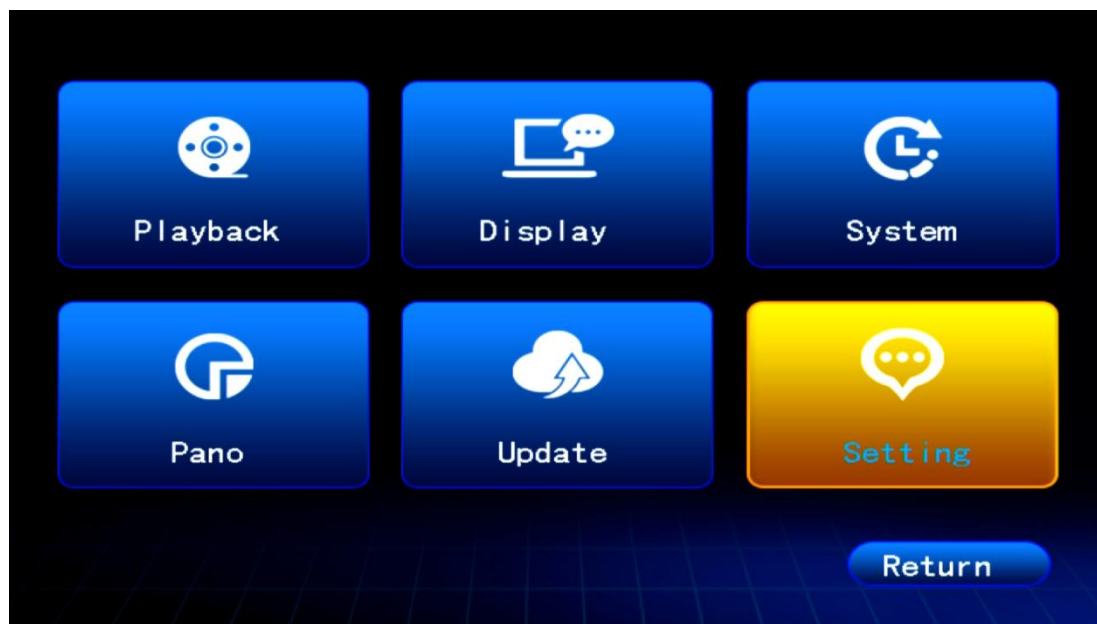 Playback
Display
System
Pano
Update
Setting
Return